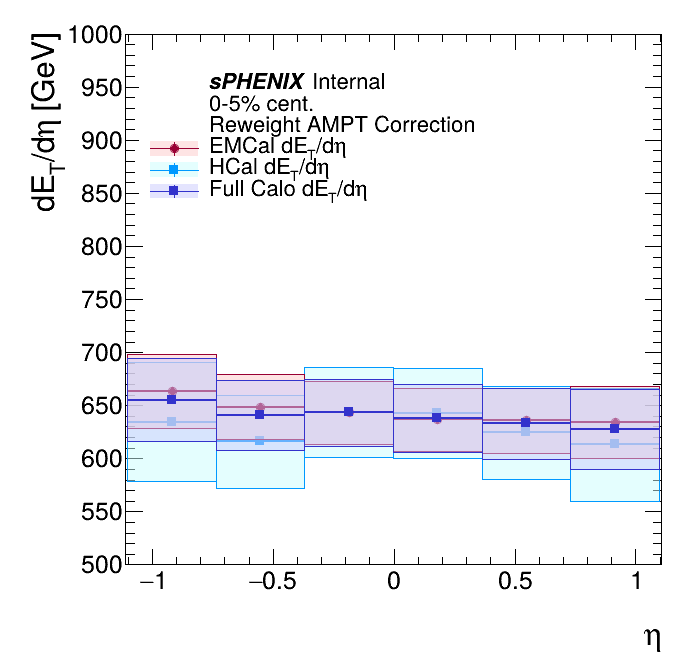 dE_T/dη [GeV]
1000
950
900
850
800
750
700
650
600
550
500
sPHENIX Internal
0-5% cent.
Reweight AMPT Correction
EMCal dE_T/dη
HCal dE_T/dη
Full Calo dE_T/dη
−1 −0.5 0 0.5 1
η